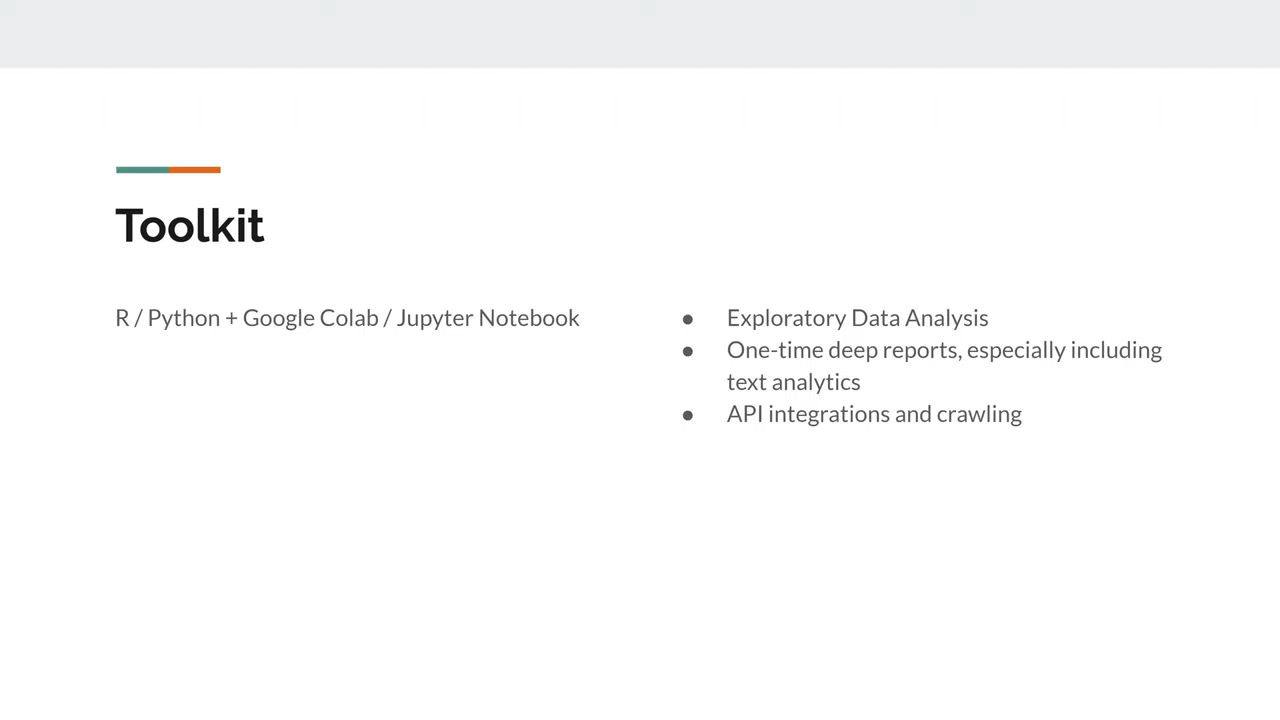 Toolkit
R / Python + Google Colab / Jupyter Notebook
● Exploratory Data Analysis
● One-time deep reports, especially including
text analytics
● API integrations and crawling